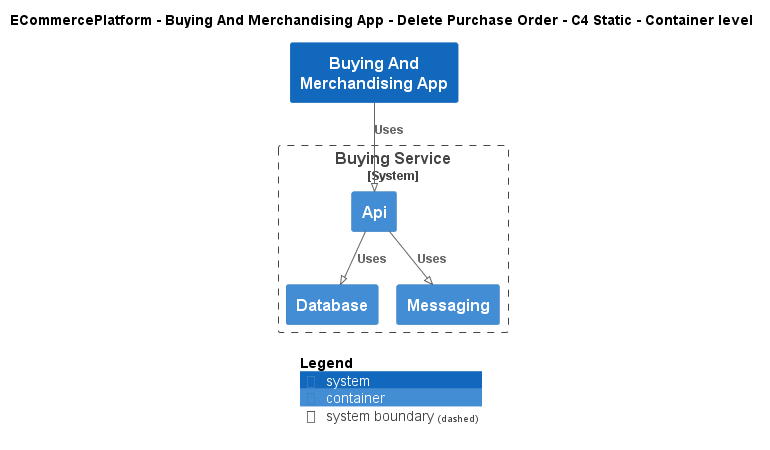 ECommercePlatform - Buying And Merchandising App - Delete Purchase Order - C4 Static - Container level
Buying And
Merchandising App
Uses
Buying Service
[System]
Api
Uses
Uses
Database
Messaging
Legend
system
container
system boundary (dashed)